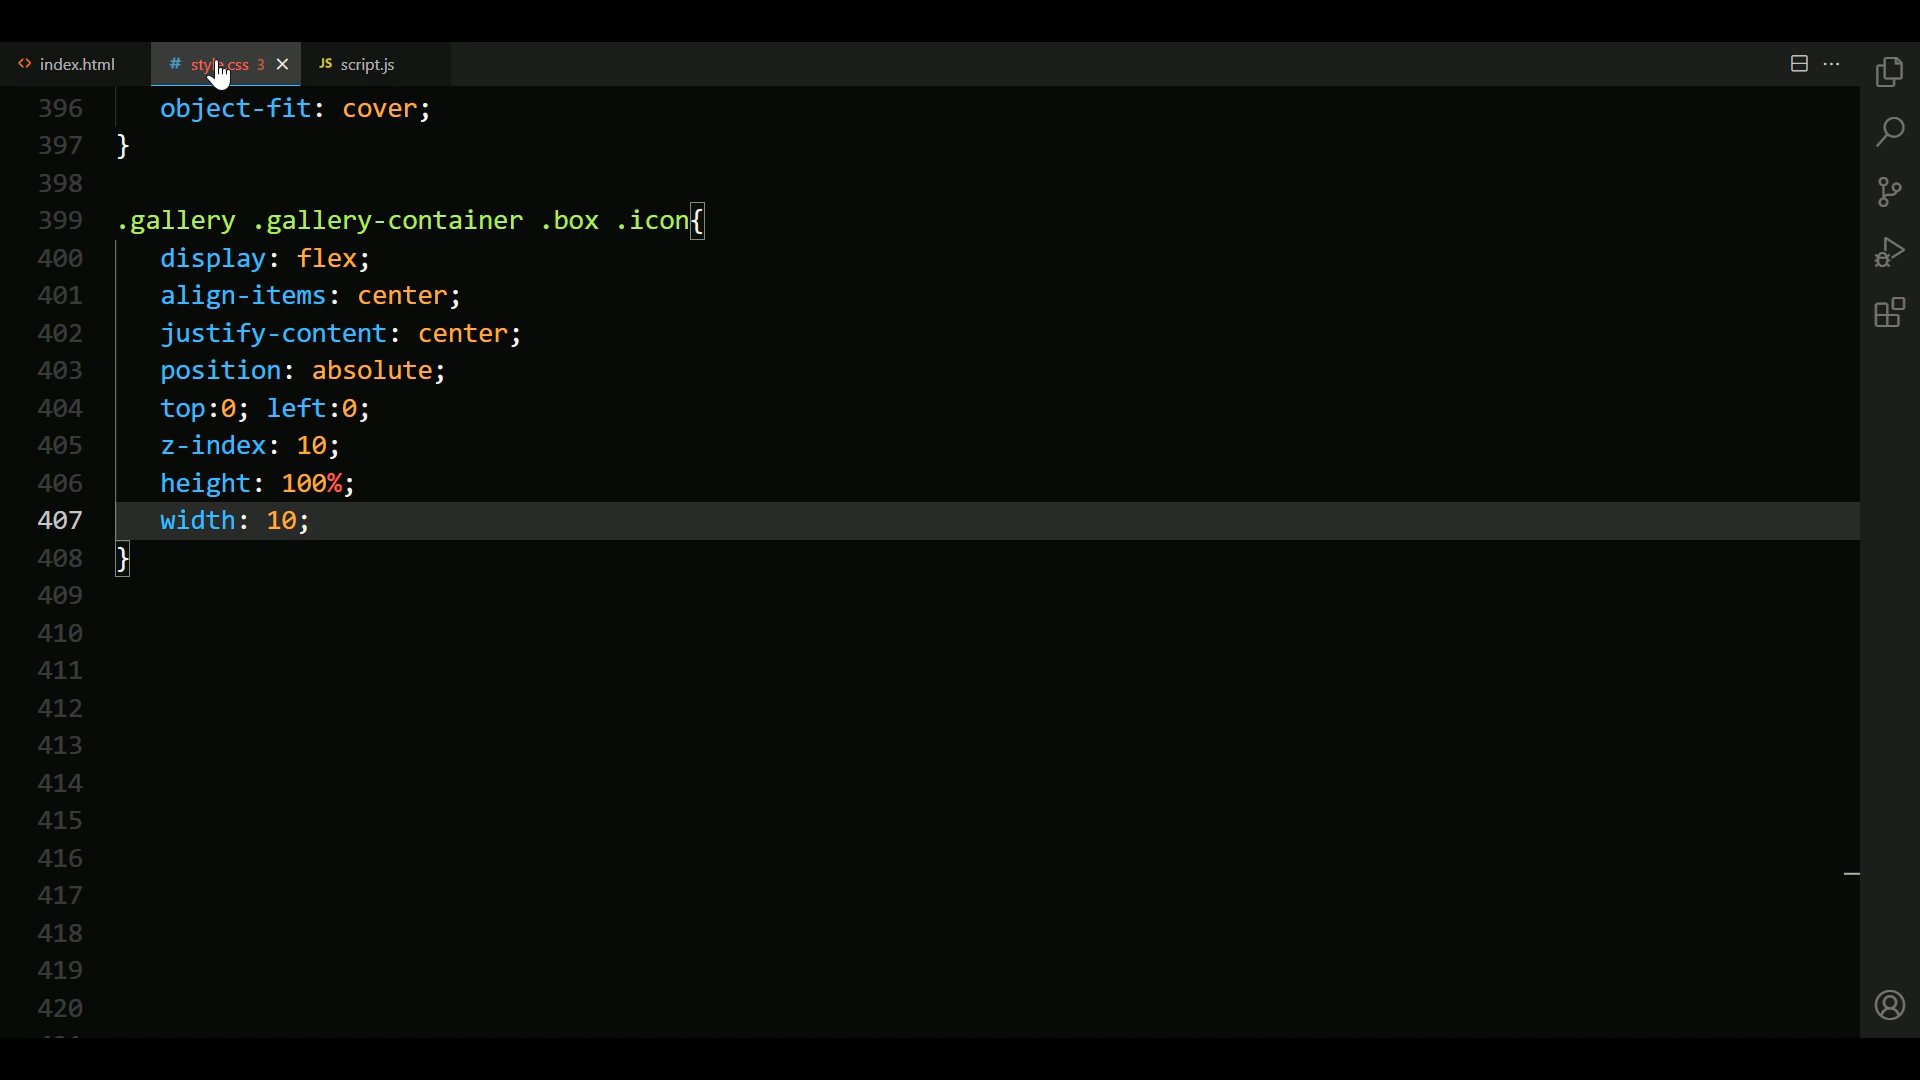 index.html
# style.css 3
JS script.js
396 object-fit: cover;
397 }
398
399 .gallery .gallery-container .box .icon{
400 display: flex;
401 align-items: center;
402 justify-content: center;
403 position: absolute;
404 top:0; left:0;
405 z-index: 10;
406 height: 100%;
407 width: 10;
408 }
409
410
411
412
413
414
415
416
417
418
419
420